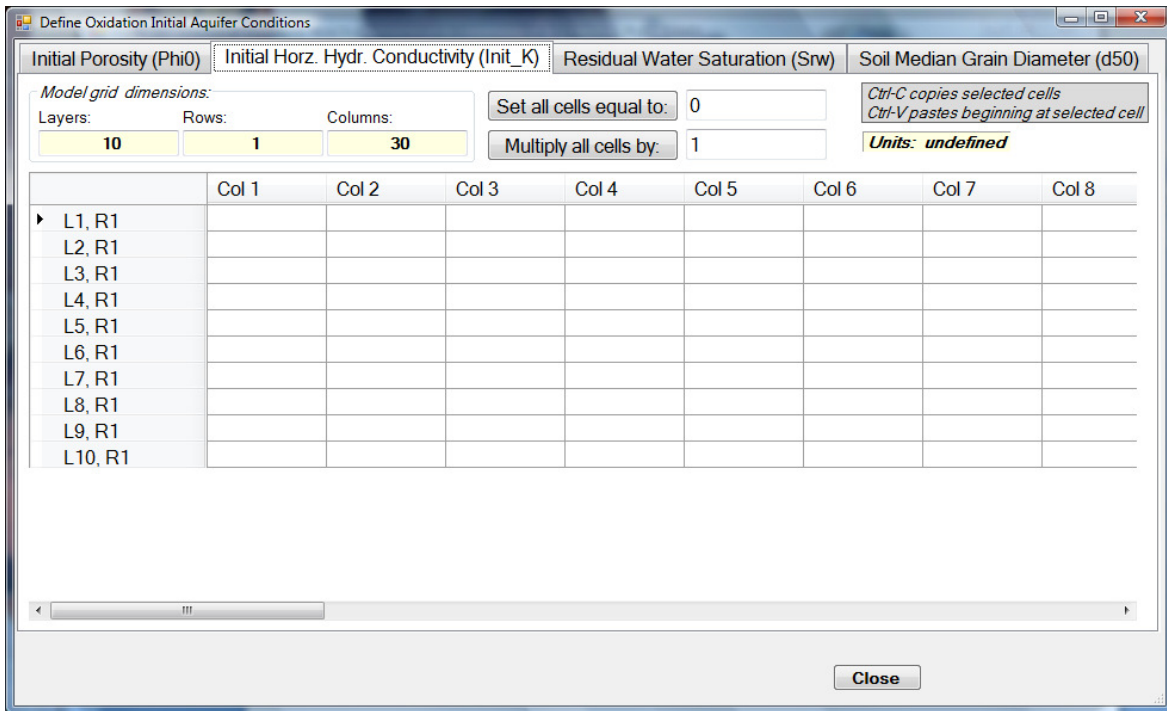 Define Oxidation Initial Aquifer Conditions
Initial Porosity (Phi0) Initial Horz. Hydr. Conductivity (Init_K) Residual Water Saturation (Srw) Soil Median Grain Diameter (d50)
Model grid dimensions:
Layers: Rows: Columns:
10 1 30
Set all cells equal to: 0
Multiply all cells by: 1
Ctrl-C copies selected cells
Ctrl-V pastes beginning at selected cell
Units: undefined
Col 1 Col 2 Col 3 Col 4 Col 5 Col 6 Col 7 Col 8
L1, R1
L2, R1
L3, R1
L4, R1
L5, R1
L6, R1
L7, R1
L8, R1
L9, R1
L10, R1
Close